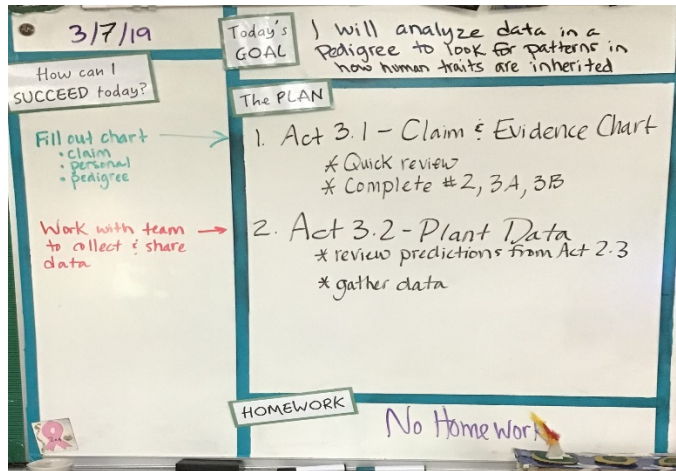 3/7/19
Today's
GOAL
I will analyze data in a
pedigree to look for patterns in
how human traits are inherited
How can I
SUCCEED today?
Fill out chart
• claim
• personal
• pedigree
Work with team
to collect & share
data
The PLAN
1. Act 3.1 - Claim & Evidence Chart
* Quick review
* Complete #2, 3A, 3B
2. Act 3.2 - Plant Data
* review predictions from Act 2.3
* gather data
HOMEWORK
No Homework